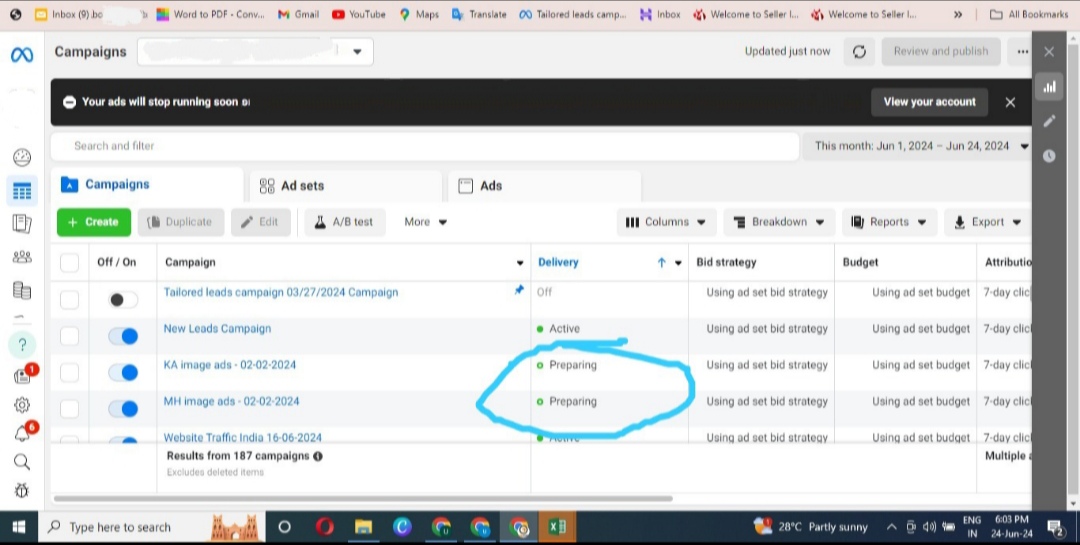 Inbox (9).bo
Word to PDF - Conv...
Gmail
YouTube
Maps
Translate
Tailored leads camp...
Inbox
Welcome to Seller I...
Welcome to Seller I...
»
All Bookmarks
Campaigns
Updated just now
Review and publish
Your ads will stop running soon
View your account
Search and filter
This month: Jun 1, 2024 – Jun 24, 2024
Campaigns
Ad sets
Ads
+ Create
Duplicate
Edit
A/B test
More
Columns
Breakdown
Reports
Export
Off / On
Campaign
Delivery
Bid strategy
Budget
Attributio
Tailored leads campaign 03/27/2024 Campaign
Off
Using ad set bid strategy
Using ad set budget
7-day clic
New Leads Campaign
Active
Using ad set bid strategy
Using ad set budget
7-day clic
KA image ads - 02-02-2024
Preparing
Using ad set bid strategy
Using ad set budget
7-day clic
1
MH image ads - 02-02-2024
Preparing
Using ad set bid strategy
Using ad set budget
7-day clic
6
Website Traffic India 16-06-2024
Active
Using ad set bid strategy
Using ad set budget
7-day clic
Results from 187 campaigns
Excludes deleted items
Multiple a
Type here to search
28°C Partly sunny
ENG
IN
6:03 PM
24-Jun-24
2